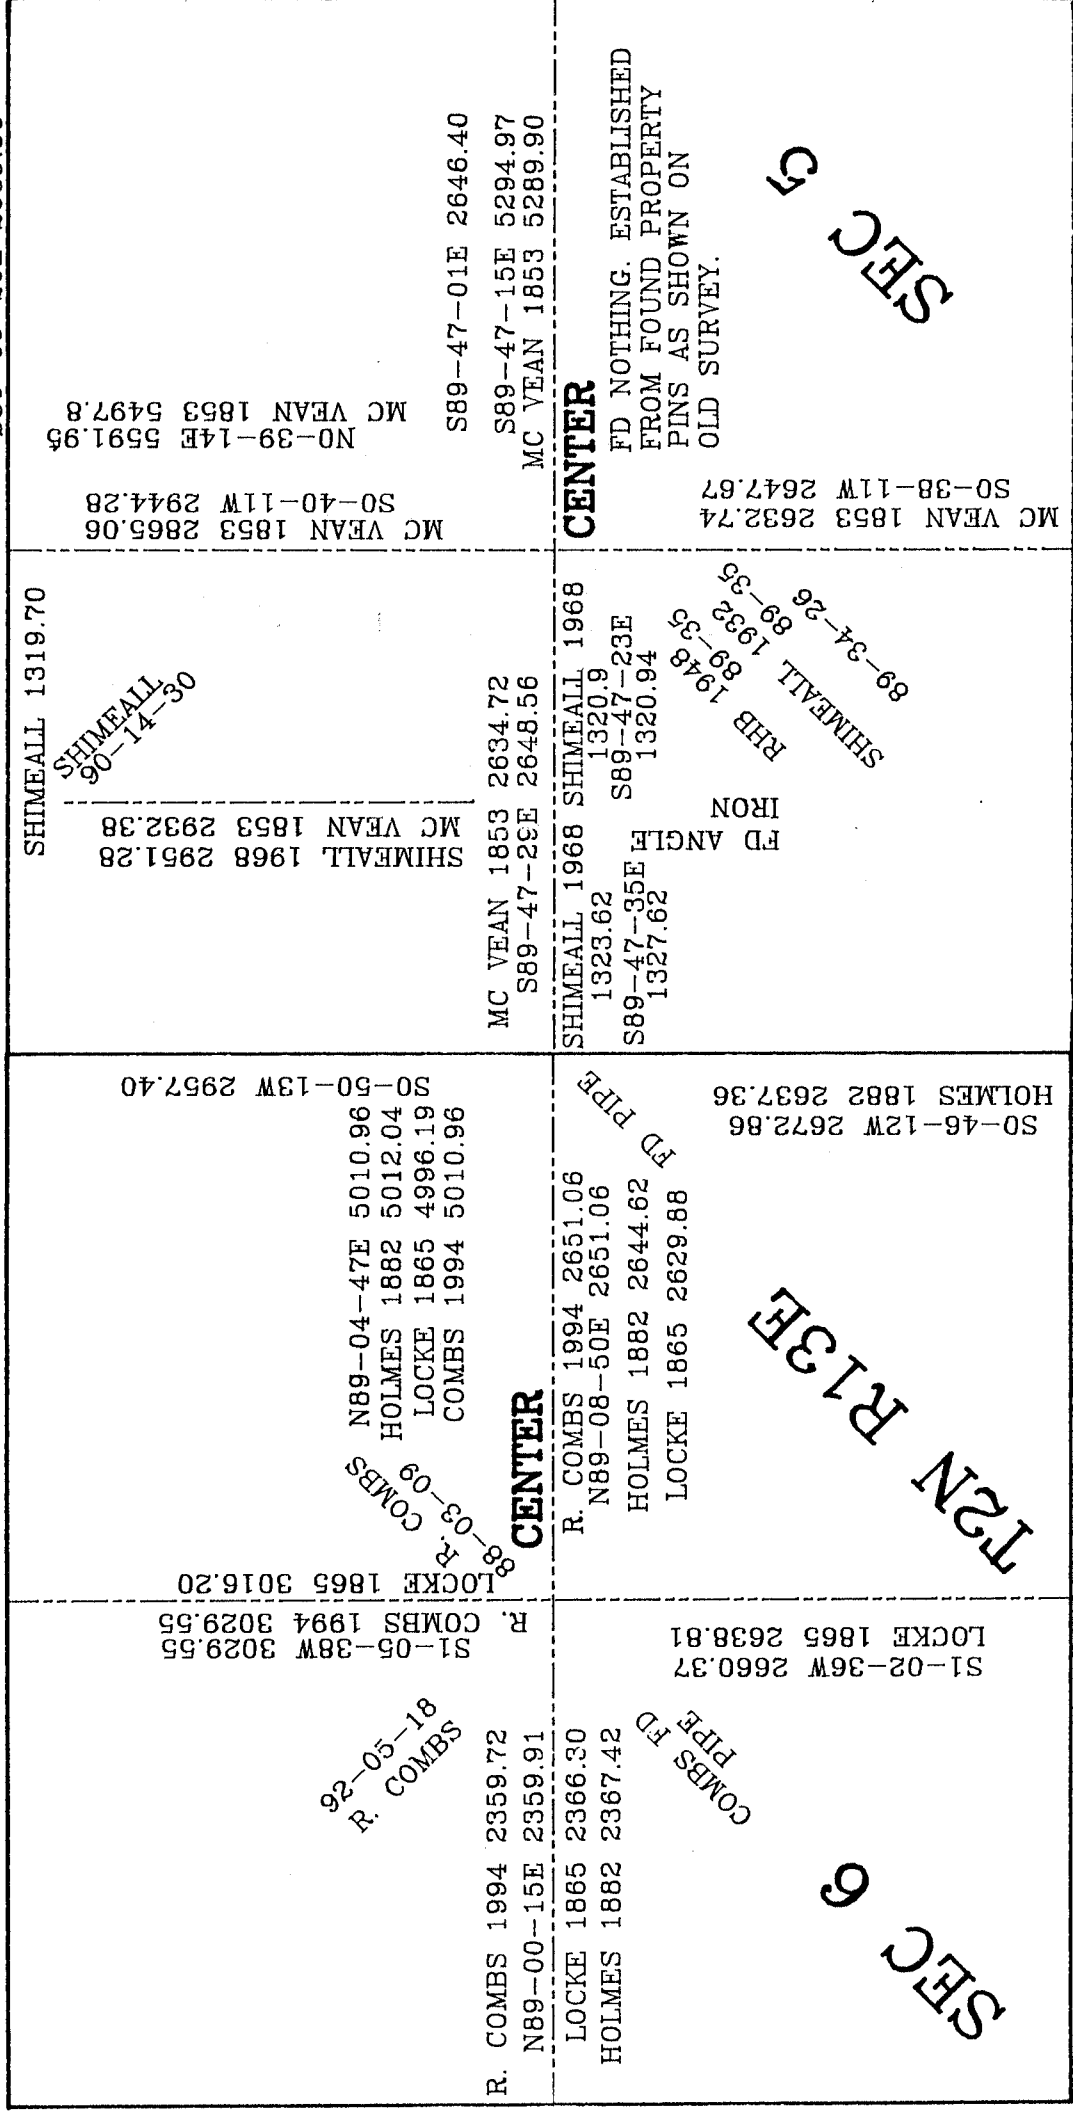 SHIMEALL 1319.70
SHIMEALL
90-14-30
SHIMEALL 1968 2951.28
MC VEAN 1853 2932.38
MC VEAN 1853 2865.06
S0-40-11W 2944.28
N0-39-14E 5591.95
MC VEAN 1853 5497.8
S89-47-01E 2646.40
S89-47-15E 5294.97
MC VEAN 1853 5289.90
MC VEAN 1853 2634.72
S89-47-29E 2648.56
SHIMEALL 1968
1323.62
S89-47-35E
1327.62
SHIMEALL 1968
1320.9
S89-47-23E
1320.94
FD ANGLE
IRON
RHB 1948
89-35
SHIMEALL 1932
89-35
89-34-26
CENTER
FD NOTHING. ESTABLISHED
FROM FOUND PROPERTY
PINS AS SHOWN ON
OLD SURVEY.
MC VEAN 1853 2632.74
S0-38-11W 2647.67
SEC 5
S0-50-13W 2957.40
N89-04-47E 5010.96
HOLMES 1882 5012.04
LOCKE 1865 4996.19
COMBS 1994 5010.96
R. COMBS
88-03-09
CENTER
LOCKE 1865 3016.20
R. COMBS 1994 3029.55
S1-05-38W 3029.55
92-05-18
R. COMBS
R. COMBS 1994 2359.72
N89-00-15E 2359.91
LOCKE 1865 2366.30
HOLMES 1882 2367.42
COMBS FD
PIPE
R. COMBS 1994 2651.06
N89-08-50E 2651.06
HOLMES 1882 2644.62
LOCKE 1865 2629.88
FD PIPE
HOLMES 1882 2637.36
S0-46-12W 2672.86
LOCKE 1865 2638.81
S1-02-36W 2660.37
T2N R13E
SEC 6